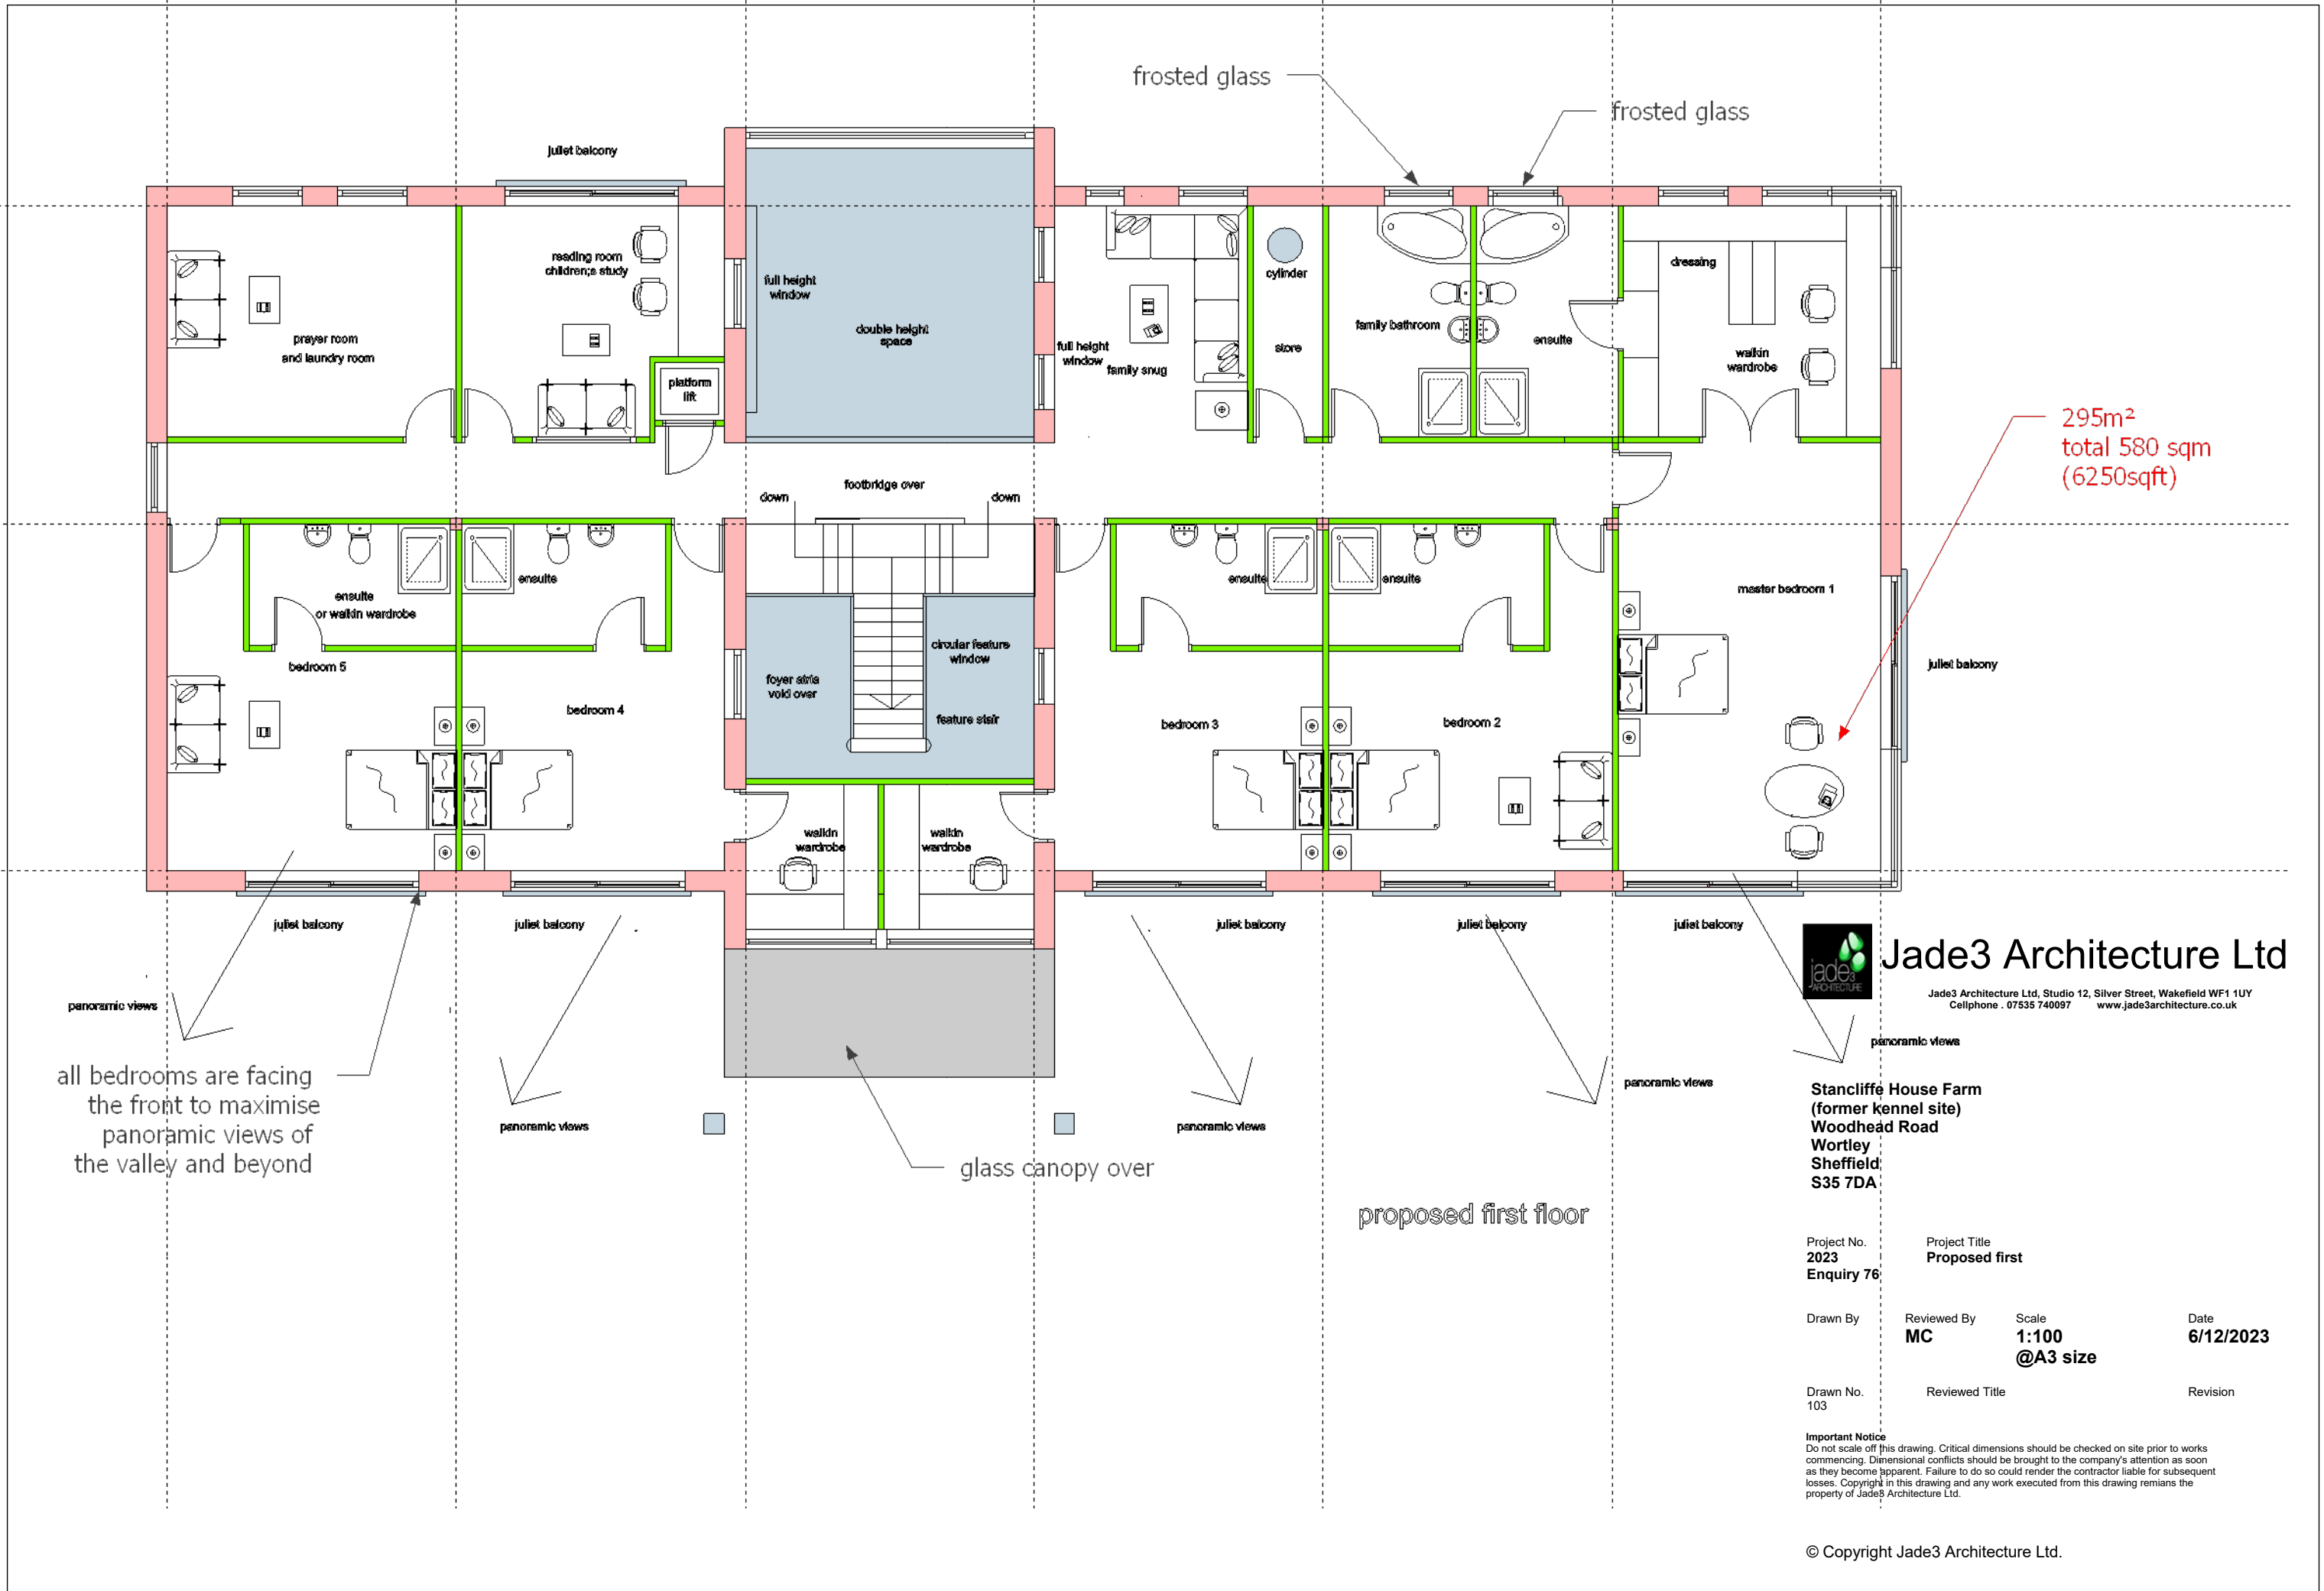 frosted glass
frosted glass
juliet balcony
reading room
children;s study
prayer room
and laundry room
platform
lift
full height
window
double height
space
full height
window
family snug
cylinder
store
family bathroom
ensuite
dressing
walkin
wardrobe
295m²
total 580 sqm
(6250sqft)
footbridge over
down
down
ensuite
or walkin wardrobe
ensuite
bedroom 5
bedroom 4
foyer atria
void over
circular feature
window
feature stair
ensuite
ensuite
bedroom 3
bedroom 2
master bedroom 1
juliet balcony
walkin
wardrobe
walkin
wardrobe
juliet balcony
juliet balcony
juliet balcony
juliet balcony
juliet balcony
panoramic views
panoramic views
panoramic views
panoramic views
panoramic views
all bedrooms are facing
the front to maximise
panoramic views of
the valley and beyond
glass canopy over
proposed first floor
jade3
ARCHITECTURE
Jade3 Architecture Ltd
Jade3 Architecture Ltd, Studio 12, Silver Street, Wakefield WF1 1UY
Cellphone . 07535 740097 www.jade3architecture.co.uk
Stancliffe House Farm
(former kennel site)
Woodhead Road
Wortley
Sheffield
S35 7DA
Project No.
2023
Enquiry 76
Project Title
Proposed first
Drawn By
Reviewed By
MC
Scale
1:100
@A3 size
Date
6/12/2023
Drawn No.
103
Reviewed Title
Revision
Important Notice
Do not scale off this drawing. Critical dimensions should be checked on site prior to works
commencing. Dimensional conflicts should be brought to the company's attention as soon
as they become apparent. Failure to do so could render the contractor liable for subsequent
losses. Copyright in this drawing and any work executed from this drawing remians the
property of Jade3 Architecture Ltd.
© Copyright Jade3 Architecture Ltd.